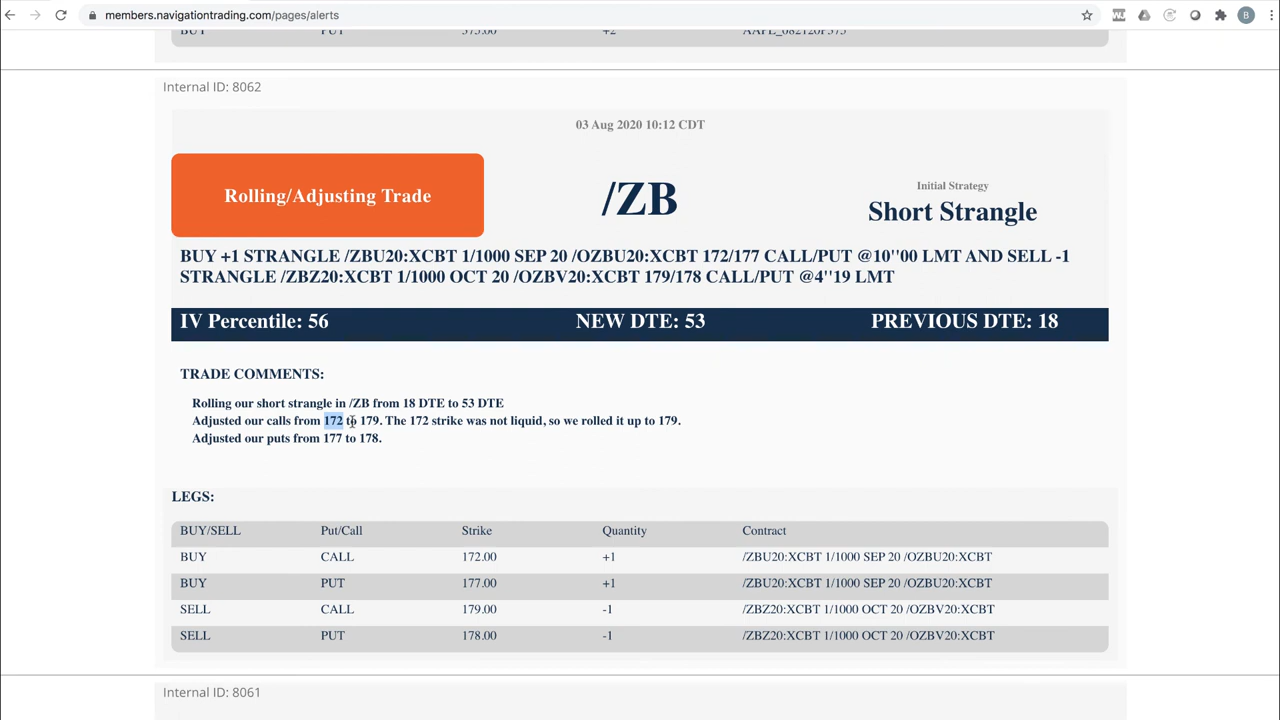 members.navigationtrading.com/pages/alerts
BUY PUT 375.00 +2 AAPL_082120P375
Internal ID: 8062
03 Aug 2020 10:12 CDT
Rolling/Adjusting Trade
/ZB
Initial Strategy
Short Strangle
BUY +1 STRANGLE /ZBU20:XCBT 1/1000 SEP 20 /OZBU20:XCBT 172/177 CALL/PUT @10''00 LMT AND SELL -1
STRANGLE /ZBZ20:XCBT 1/1000 OCT 20 /OZBV20:XCBT 179/178 CALL/PUT @4''19 LMT
IV Percentile: 56 NEW DTE: 53 PREVIOUS DTE: 18
TRADE COMMENTS:
Rolling our short strangle in /ZB from 18 DTE to 53 DTE
Adjusted our calls from 172 to 179. The 172 strike was not liquid, so we rolled it up to 179.
Adjusted our puts from 177 to 178.
LEGS:
BUY/SELL Put/Call Strike Quantity Contract
BUY CALL 172.00 +1 /ZBU20:XCBT 1/1000 SEP 20 /OZBU20:XCBT
BUY PUT 177.00 +1 /ZBU20:XCBT 1/1000 SEP 20 /OZBU20:XCBT
SELL CALL 179.00 -1 /ZBZ20:XCBT 1/1000 OCT 20 /OZBV20:XCBT
SELL PUT 178.00 -1 /ZBZ20:XCBT 1/1000 OCT 20 /OZBV20:XCBT
Internal ID: 8061